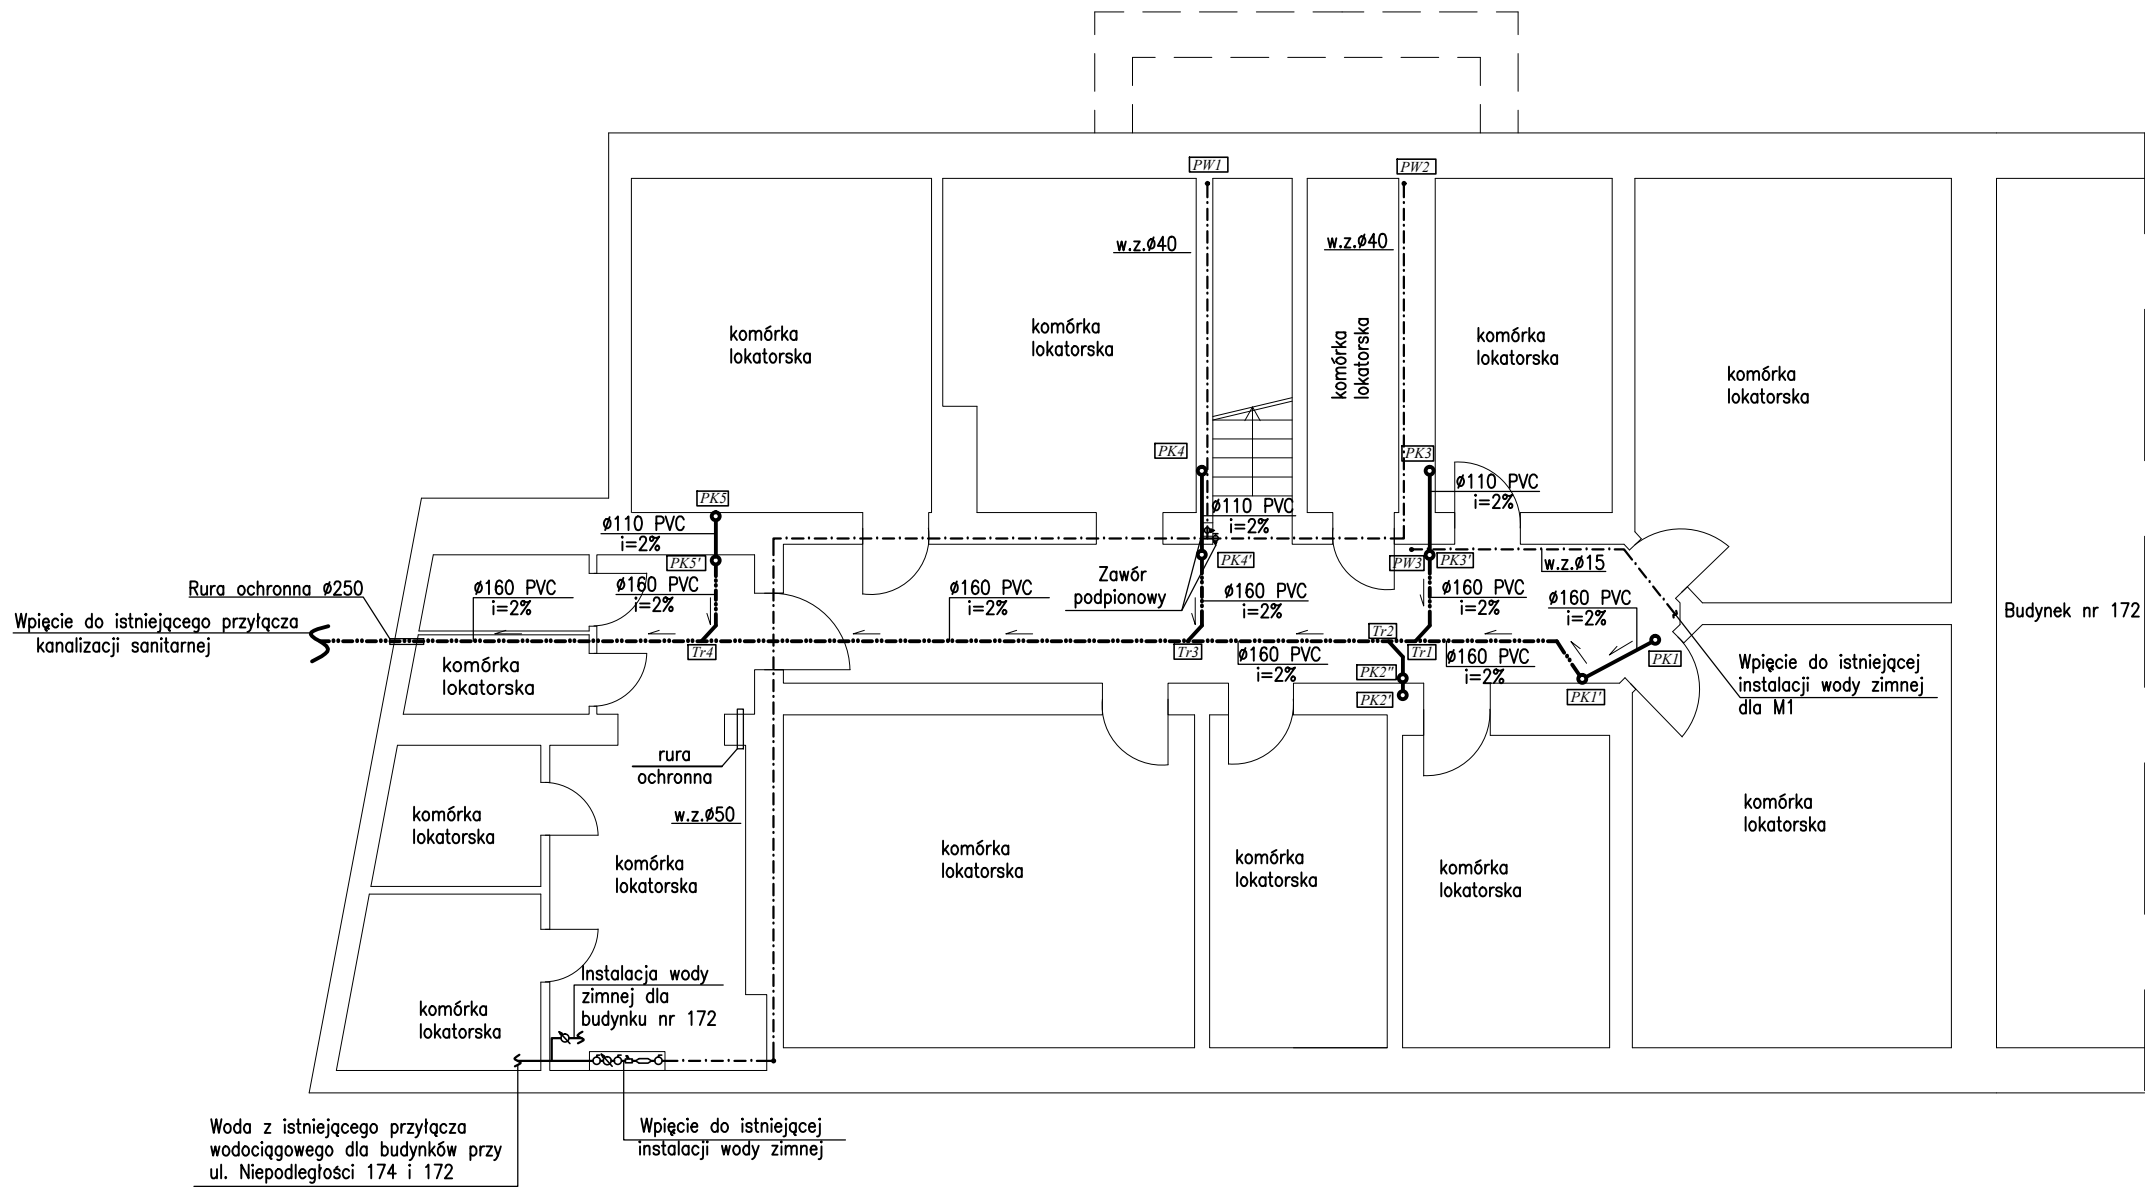 PW1
PW2
w.z.ø40
w.z.ø40
komórka
lokatorska
komórka
lokatorska
komórka
lokatorska
komórka
lokatorska
komórka
lokatorska
PK4
PK3
ø110 PVC
i=2%
PK5
ø110 PVC
i=2%
ø110 PVC
i=2%
PK5'
PK4'
PW3
PK3'
w.z.ø15
Zawór
podpionowy
Rura ochronna ø250
ø160 PVC
i=2%
ø160 PVC
i=2%
ø160 PVC
i=2%
ø160 PVC
i=2%
ø160 PVC
i=2%
ø160 PVC
i=2%
Budynek nr 172
Wpięcie do istniejącego przyłącza
kanalizacji sanitarnej
Tr4
Tr3
Tr2
Tr1
ø160 PVC
i=2%
ø160 PVC
i=2%
PK1
PK2"
PK2'
PK1'
komórka
lokatorska
Wpięcie do istniejącej
instalacji wody zimnej
dla M1
rura
ochronna
w.z.ø50
komórka
lokatorska
komórka
lokatorska
komórka
lokatorska
komórka
lokatorska
komórka
lokatorska
komórka
lokatorska
Instalacja wody
zimnej dla
budynku nr 172
komórka
lokatorska
Woda z istniejącego przyłącza
wodociągowego dla budynków przy
ul. Niepodległości 174 i 172
Wpięcie do istniejącej
instalacji wody zimnej